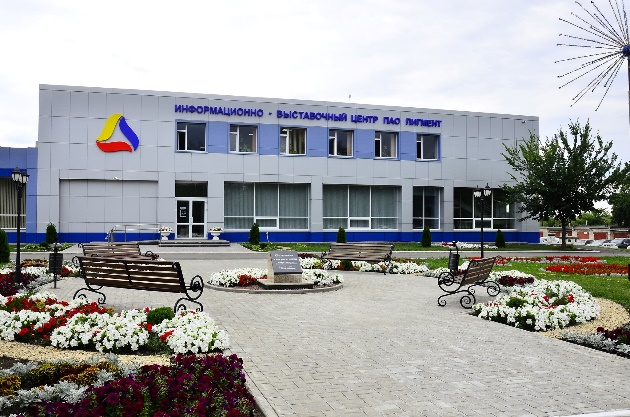 ИНФОРМАЦИОННО - ВЫСТАВОЧНЫЙ ЦЕНТР ПАО ПИГМЕНТ